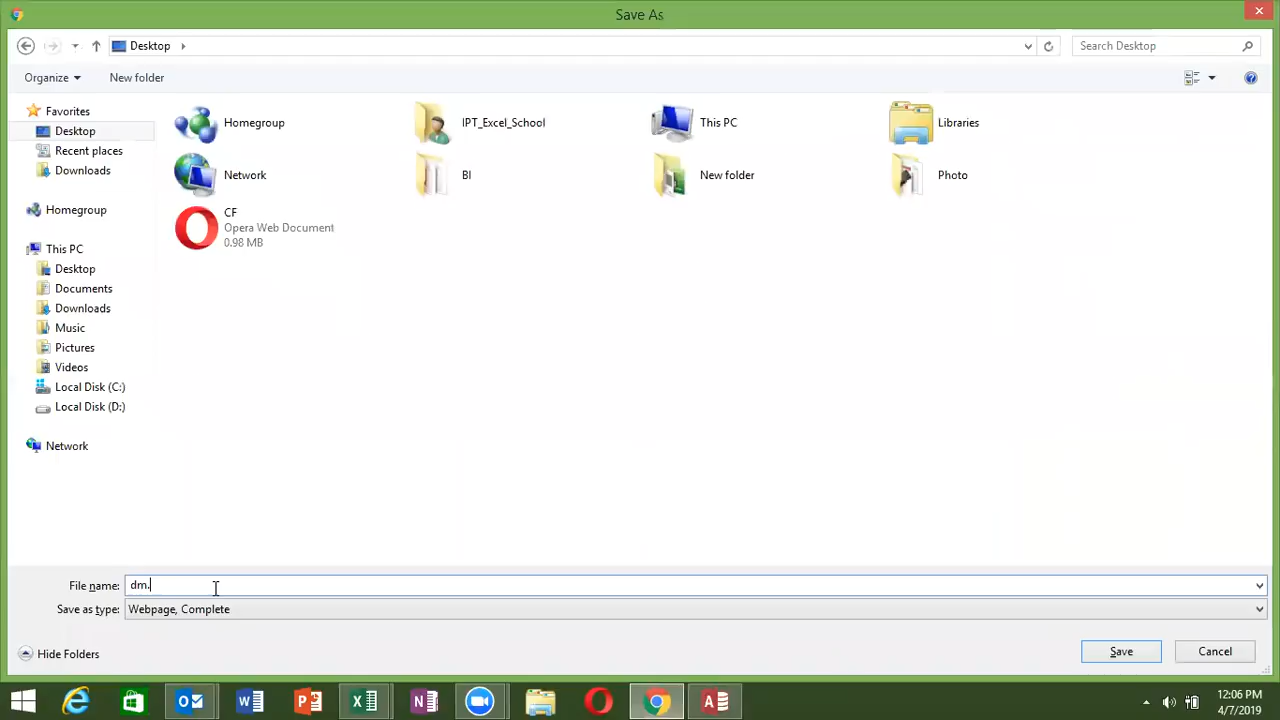 Save As
Desktop
Search Desktop
Organize
New folder
Favorites
Desktop
Recent places
Downloads
Homegroup
This PC
Desktop
Documents
Downloads
Music
Pictures
Videos
Local Disk (C:)
Local Disk (D:)
Network
Homegroup
IPT_Excel_School
This PC
Libraries
Network
BI
New folder
Photo
CF
Opera Web Document
0.98 MB
File name: dm.
Save as type: Webpage, Complete
Hide Folders
Save
Cancel
12:06 PM
4/7/2019